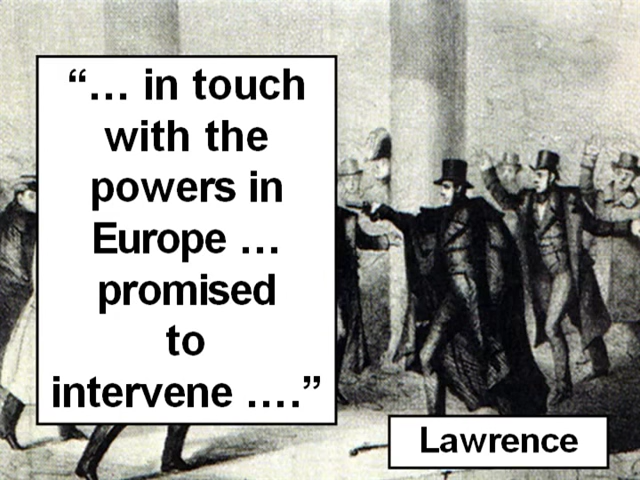 “… in touch
with the
powers in
Europe …
promised
to
intervene ….”
Lawrence